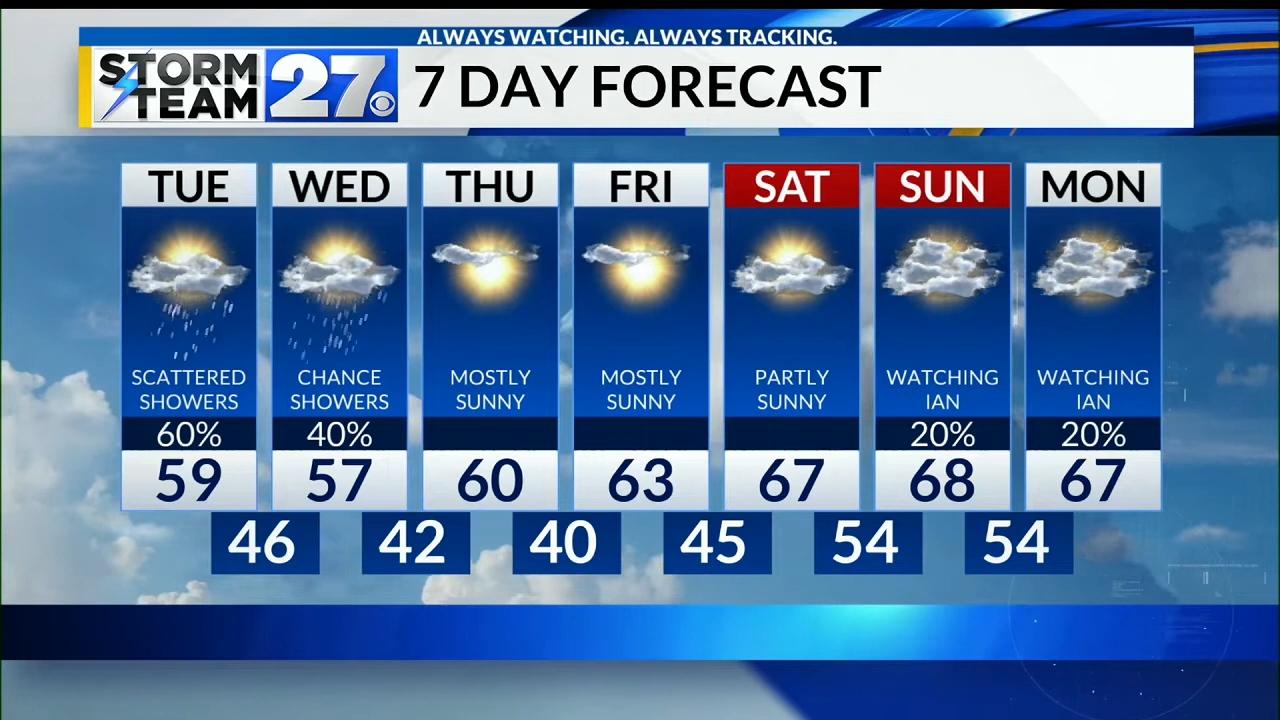 ALWAYS WATCHING. ALWAYS TRACKING.
STORM
TEAM
27
7 DAY FORECAST
TUE WED THU FRI SAT SUN MON
SCATTERED CHANCE MOSTLY MOSTLY PARTLY WATCHING WATCHING
SHOWERS SHOWERS SUNNY SUNNY SUNNY IAN IAN
60% 40% 20% 20%
59 57 60 63 67 68 67
46 42 40 45 54 54